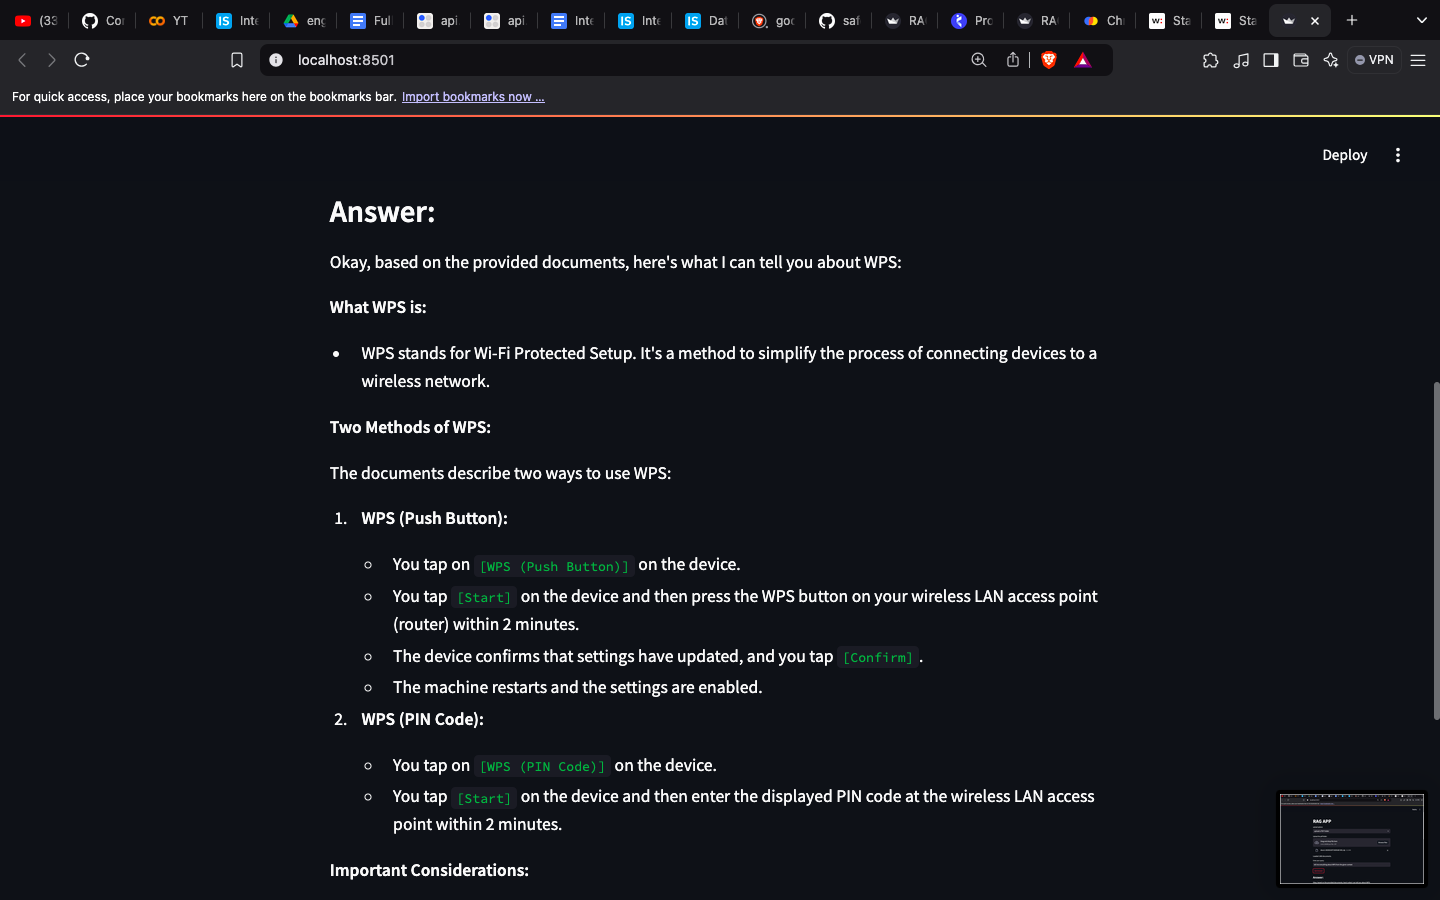 (33
Cor
YT
Inte
eng
Full
api
api.
Inte
Inte
Dat
goo
saf
RA
Pro
RA
Chr
Sta
Sta
localhost:8501
VPN
For quick access, place your bookmarks here on the bookmarks bar. Import bookmarks now ...
Deploy
Answer:
Okay, based on the provided documents, here's what I can tell you about WPS:
What WPS is:
• WPS stands for Wi-Fi Protected Setup. It's a method to simplify the process of connecting devices to a
wireless network.
Two Methods of WPS:
The documents describe two ways to use WPS:
1. WPS (Push Button):
○ You tap on [WPS (Push Button)] on the device.
○ You tap [Start] on the device and then press the WPS button on your wireless LAN access point
(router) within 2 minutes.
○ The device confirms that settings have updated, and you tap [Confirm].
○ The machine restarts and the settings are enabled.
2. WPS (PIN Code):
○ You tap on [WPS (PIN Code)] on the device.
○ You tap [Start] on the device and then enter the displayed PIN code at the wireless LAN access
point within 2 minutes.
Important Considerations:
RAG APP